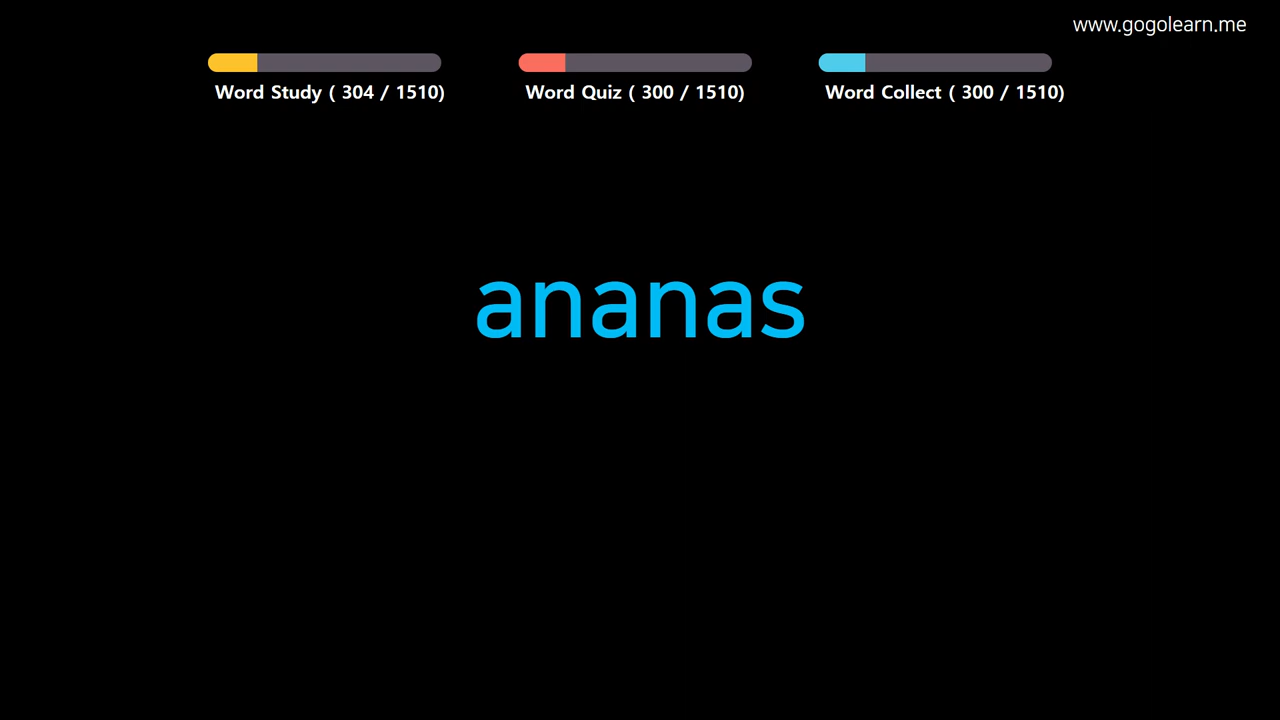 www.gogolearn.me
Word Study ( 304 / 1510)
Word Quiz ( 300 / 1510)
Word Collect ( 300 / 1510)
ananas